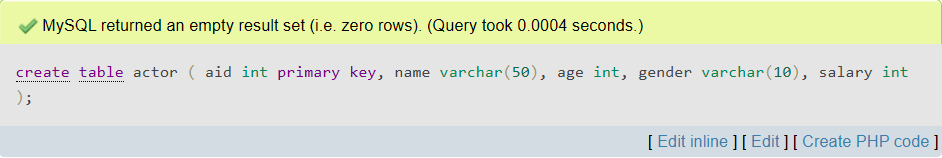 MySQL returned an empty result set (i.e. zero rows). (Query took 0.0004 seconds.)
create table actor ( aid int primary key, name varchar(50), age int, gender varchar(10), salary int
);
[ Edit inline ] [ Edit ] [ Create PHP code ]